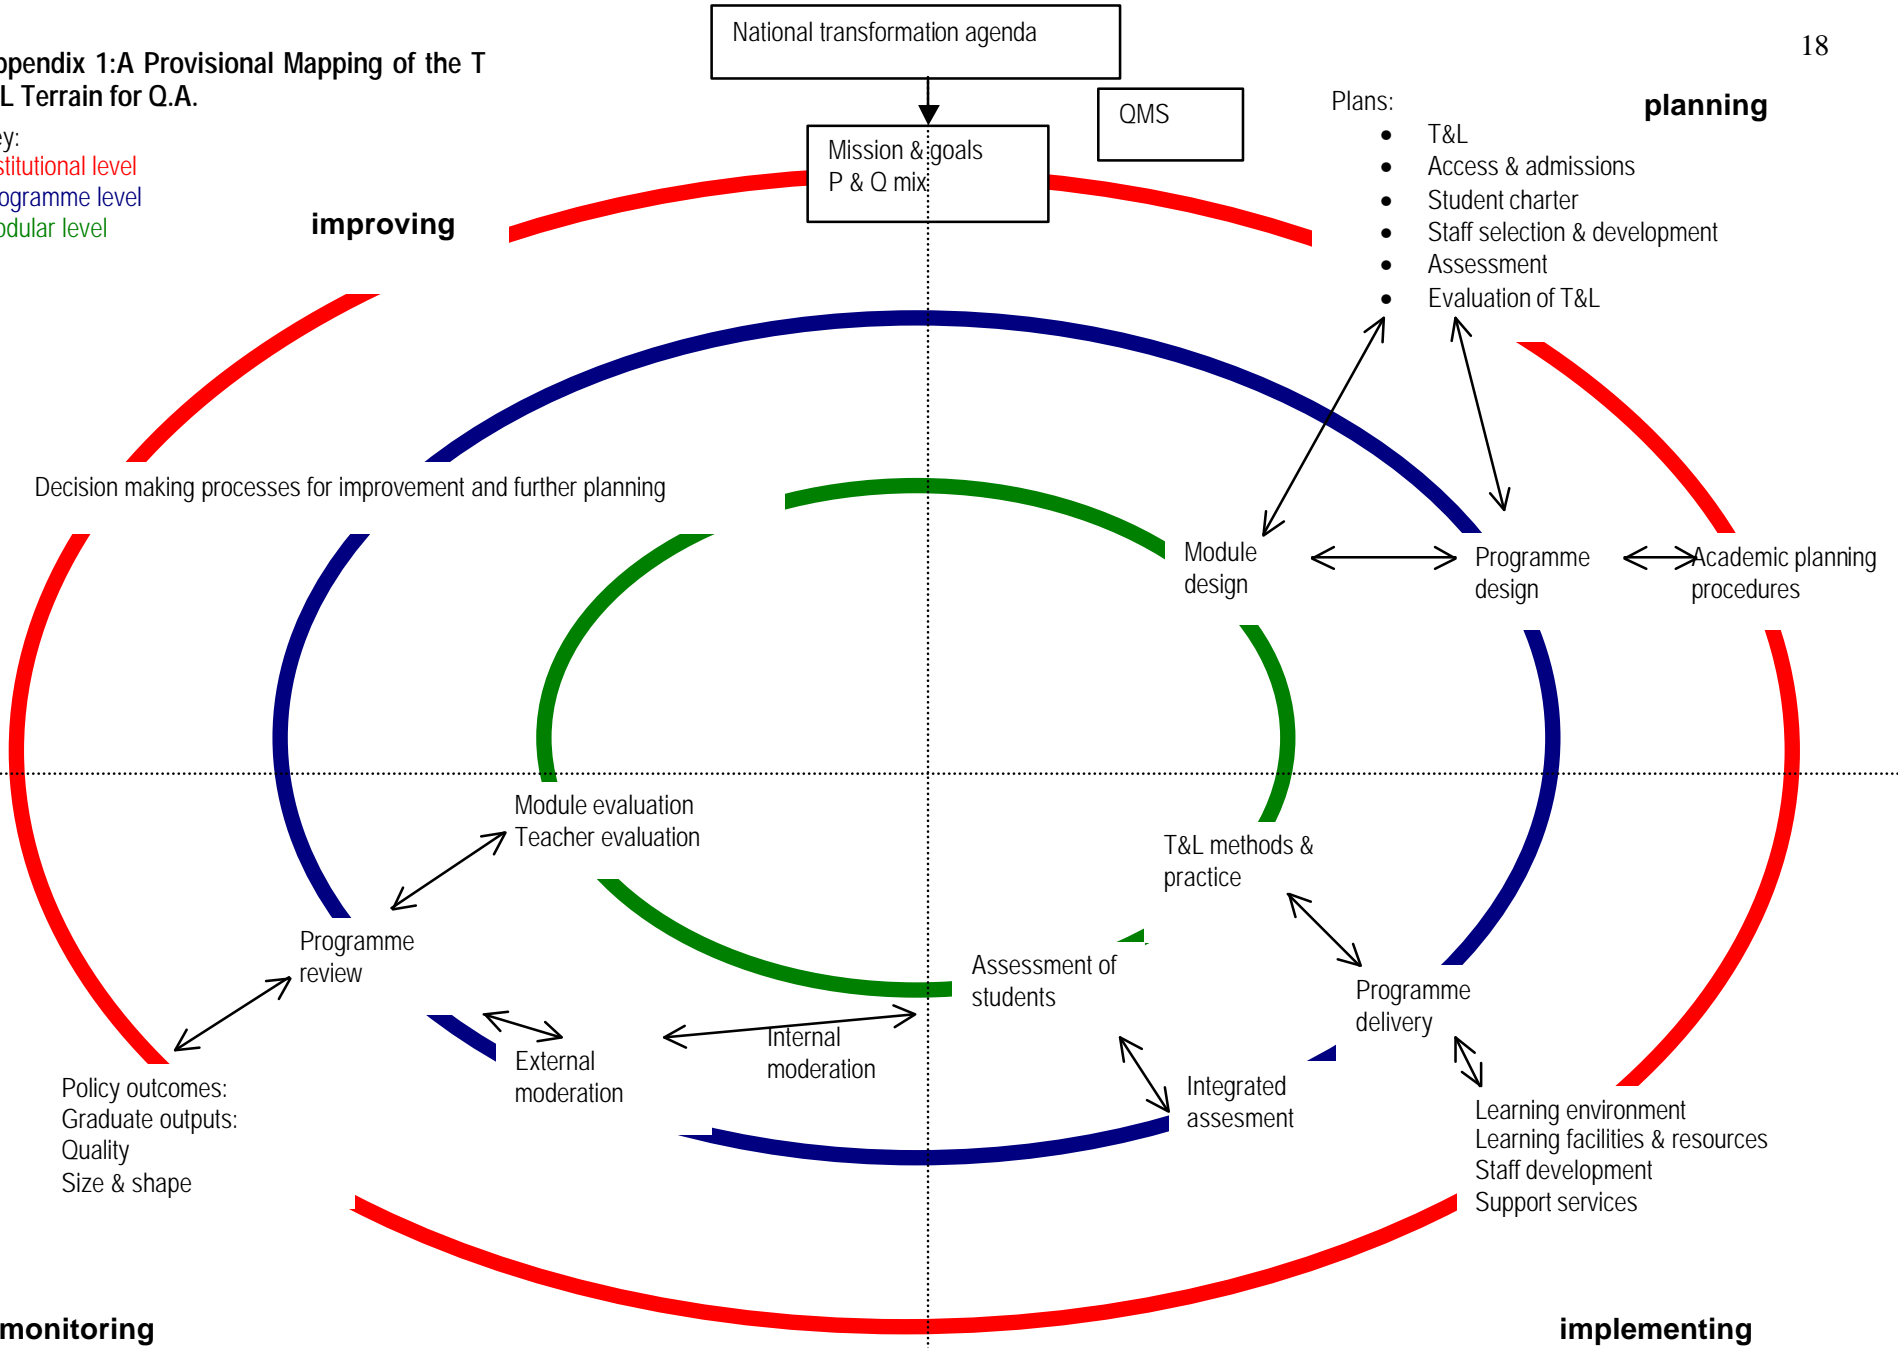 National transformation agenda
18
ppendix 1:A Provisional Mapping of the T
L Terrain for Q.A.
ey:
stitutional level
ogramme level
odular level
QMS
Mission & goals
P & Q mix
improving
planning
Plans:
• T&L
• Access & admissions
• Student charter
• Staff selection & development
• Assessment
• Evaluation of T&L
Decision making processes for improvement and further planning
Module
design
Programme
design
Academic planning
procedures
Module evaluation
Teacher evaluation
T&L methods &
practice
Programme
review
Assessment of
students
Programme
delivery
External
moderation
Internal
moderation
Integrated
assesment
Policy outcomes:
Graduate outputs:
Quality
Size & shape
Learning environment
Learning facilities & resources
Staff development
Support services
monitoring
implementing